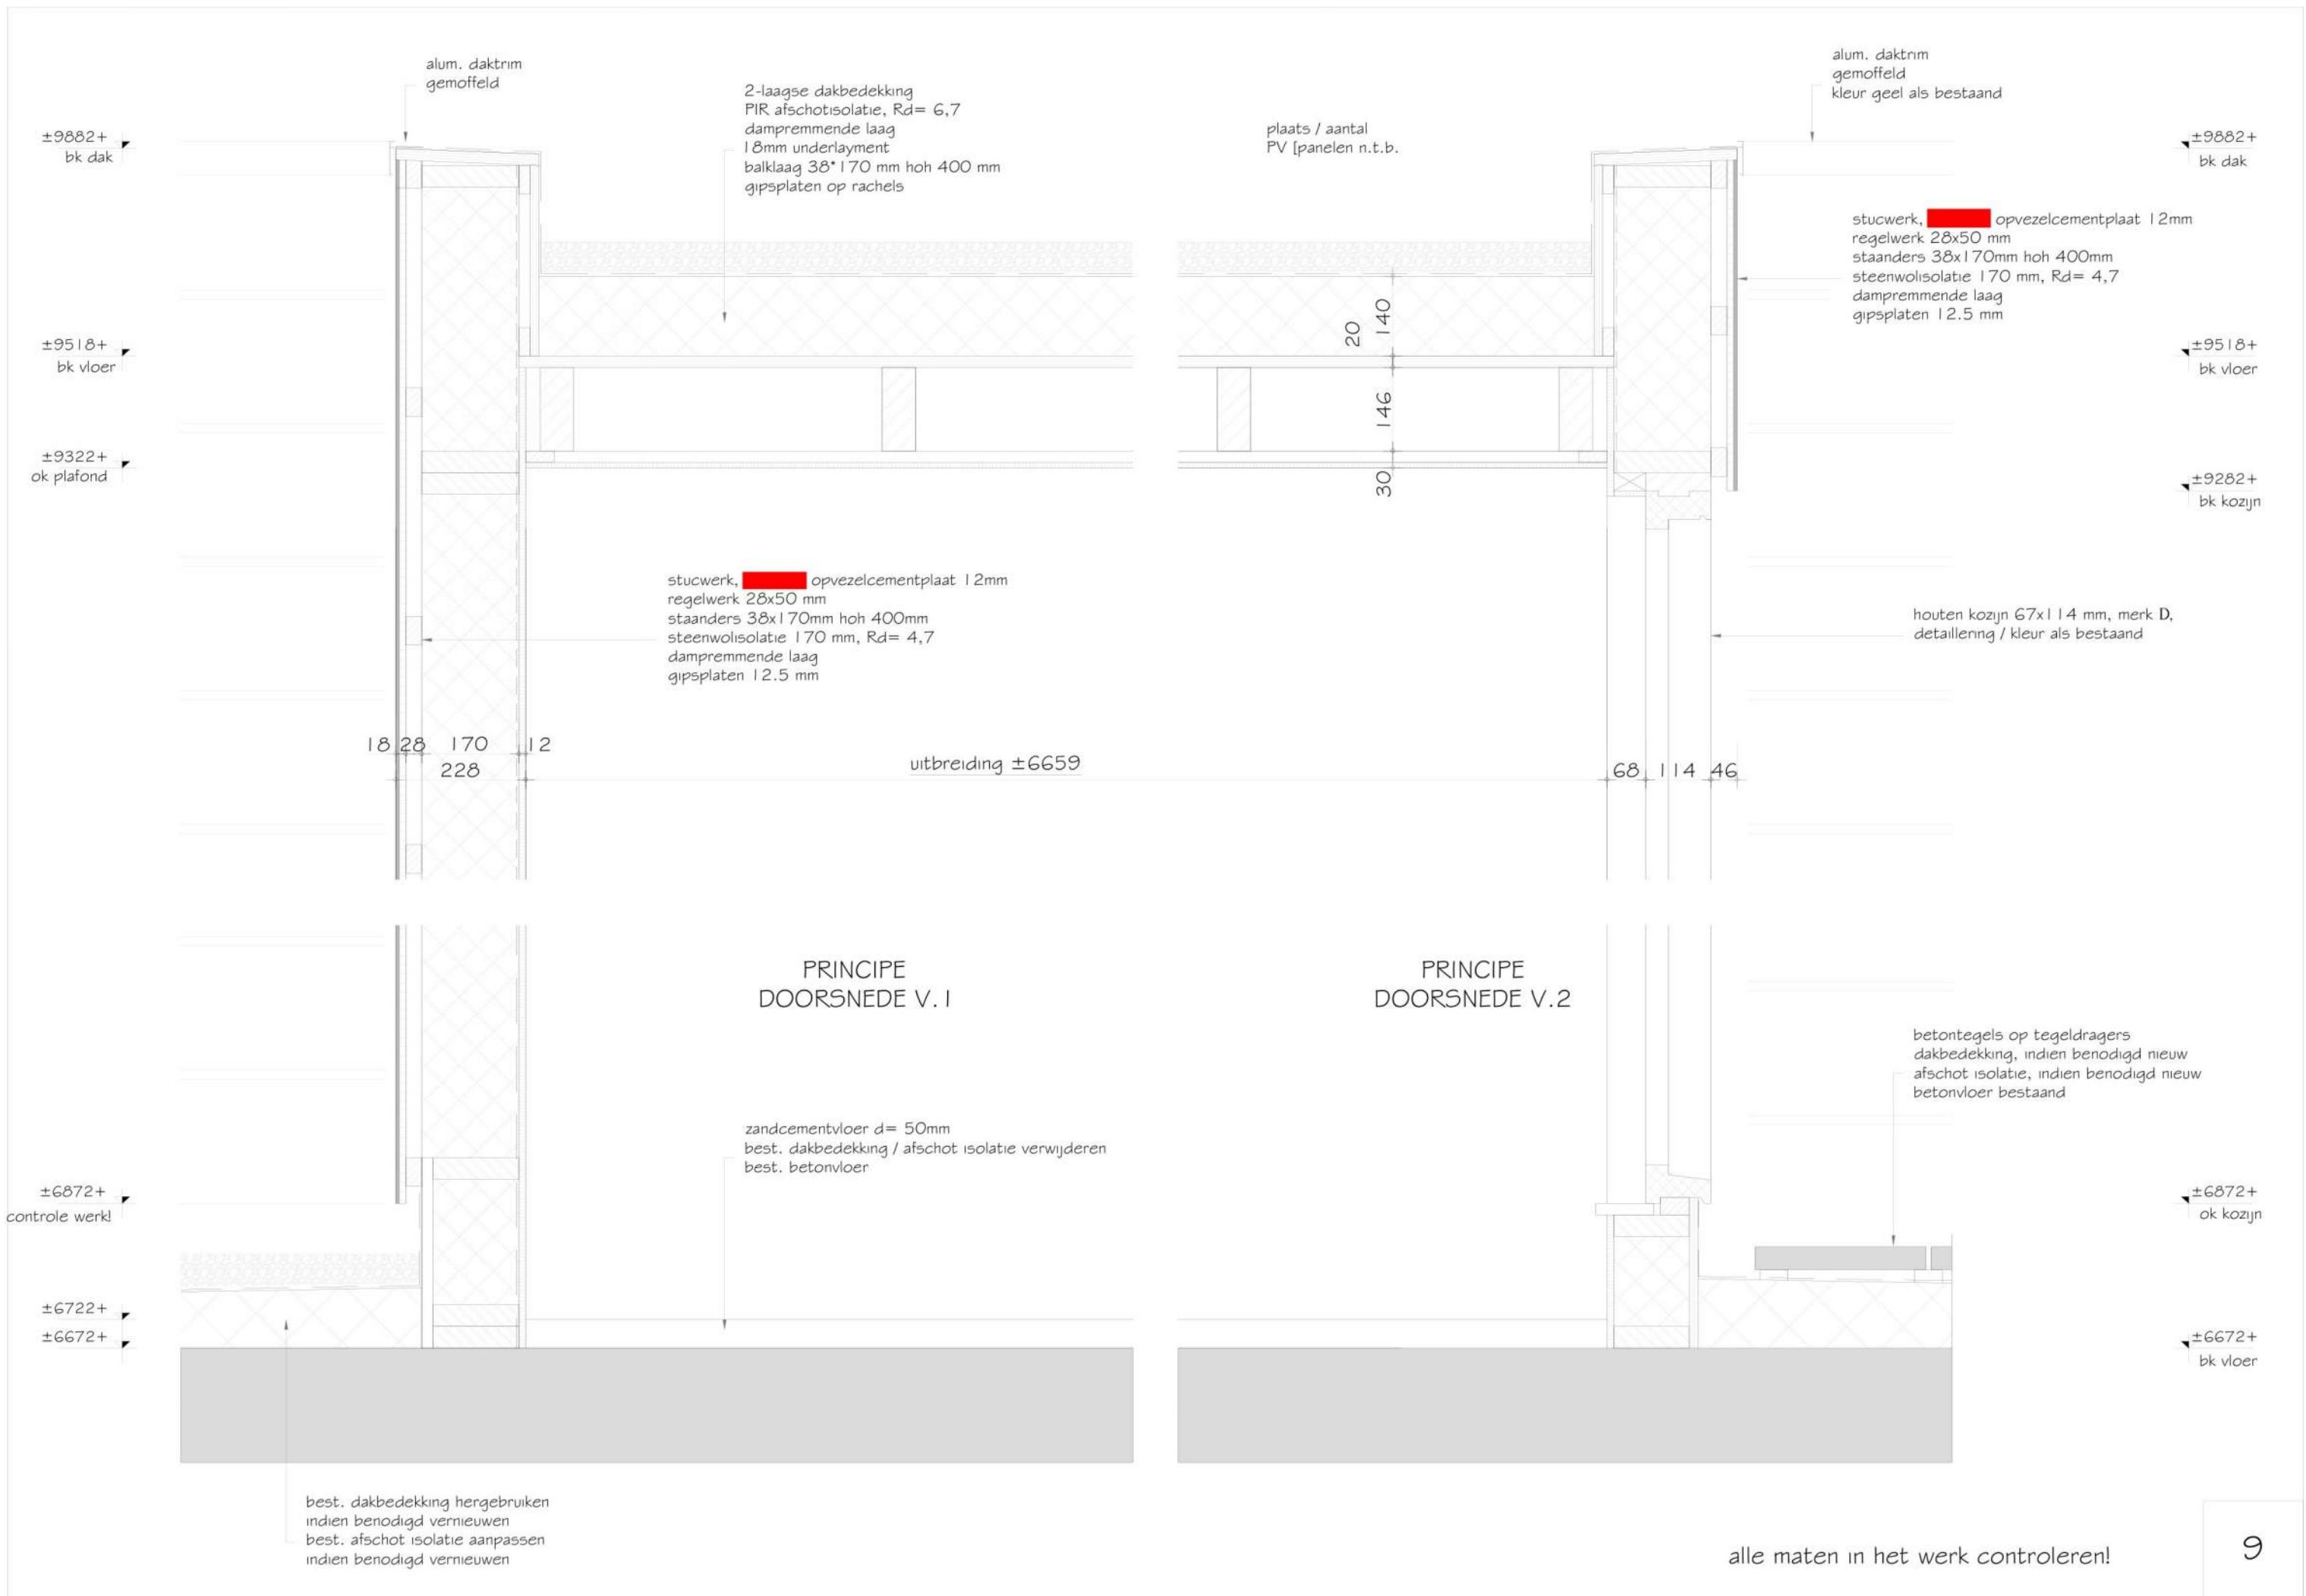 alum. daktrim
gemoffeld
±9882+
bk dak
2-laagse dakbedekking
PIR afschotisolatie, Rd= 6,7
dampremmende laag
18mm underlayment
balklaag 38*170 mm hoh 400 mm
gipsplaten op rachels
plaats / aantal
PV [panelen n.t.b.
alum. daktrim
gemoffeld
kleur geel als bestaand
±9882+
bk dak
stucwerk, opvezelcementplaat 12mm
regelwerk 28x50 mm
staanders 38x170mm hoh 400mm
steenwolisolatie 170 mm, Rd= 4,7
dampremmende laag
gipsplaten 12.5 mm
±9518+
bk vloer
20
140
146
30
±9518+
bk vloer
±9322+
ok plafond
±9282+
bk kozijn
stucwerk, opvezelcementplaat 12mm
regelwerk 28x50 mm
staanders 38x170mm hoh 400mm
steenwolisolatie 170 mm, Rd= 4,7
dampremmende laag
gipsplaten 12.5 mm
houten kozijn 67x114 mm, merk D,
detaillering / kleur als bestaand
18 28 170 12
228
uitbreiding ±6659
68 114 46
PRINCIPE
DOORSNEDE V.1
PRINCIPE
DOORSNEDE V.2
betontegels op tegeldragers
dakbedekking, indien benodigd nieuw
afschot isolatie, indien benodigd nieuw
betonvloer bestaand
zandcementvloer d= 50mm
best. dakbedekking / afschot isolatie verwijderen
best. betonvloer
±6872+
controle werk!
±6872+
ok kozijn
±6722+
±6672+
±6672+
bk vloer
best. dakbedekking hergebruiken
indien benodigd vernieuwen
best. afschot isolatie aanpassen
indien benodigd vernieuwen
alle maten in het werk controleren!
9